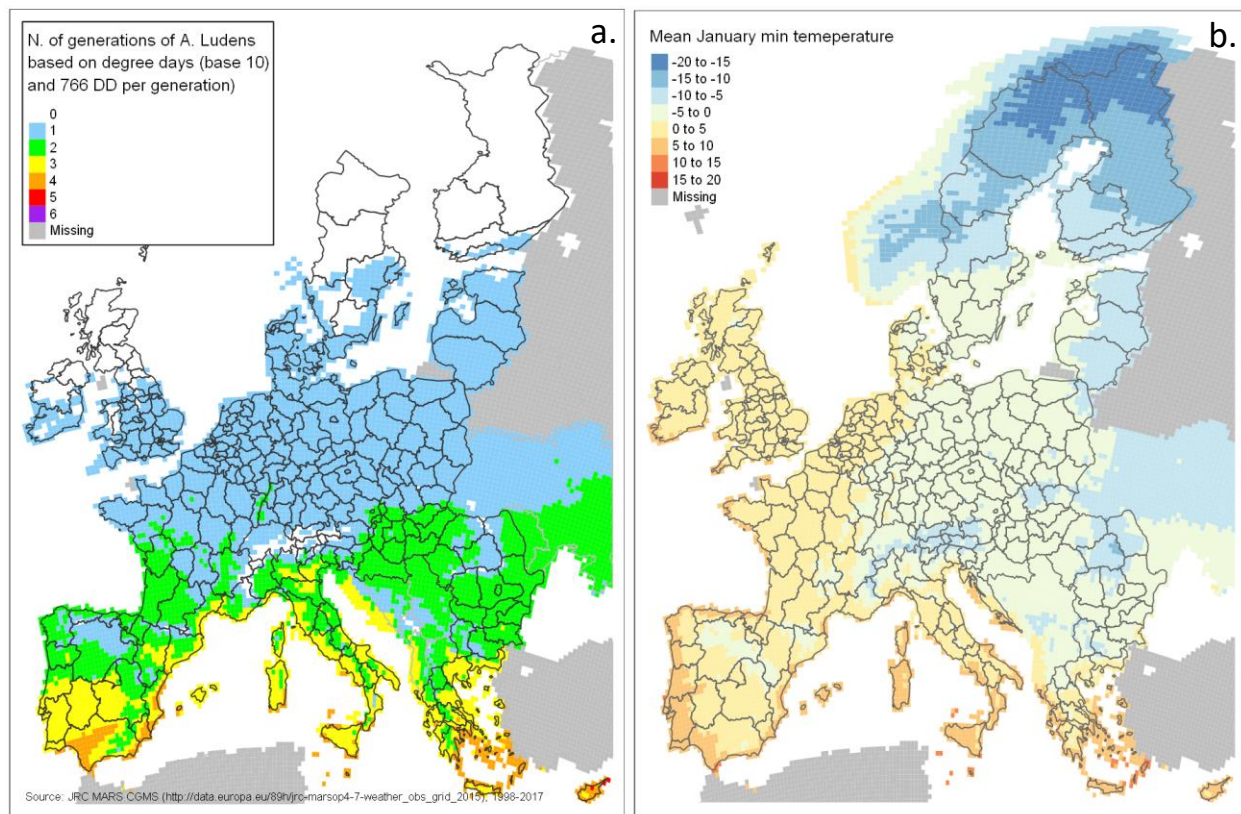 a.
N. of generations of A. Ludens
based on degree days (base 10)
and 766 DD per generation)
0
1
2
3
4
5
6
Missing
Source: JRC MARS CGMS (http://data.europa.eu/89h/jrc-marsop4-7-weather_obs_grid_2015), 1998-2017
b.
Mean January min temeperature
-20 to -15
-15 to -10
-10 to -5
-5 to 0
0 to 5
5 to 10
10 to 15
15 to 20
Missing